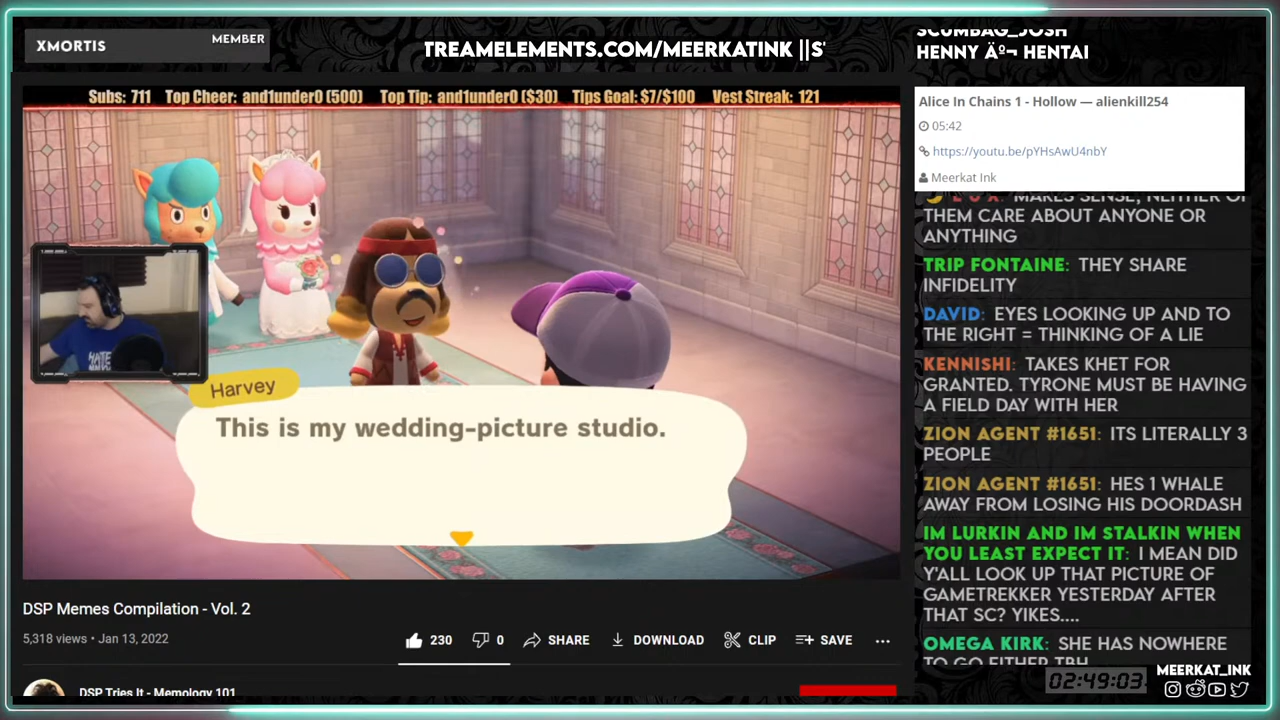 XMORTIS
MEMBER
TREAMELEMENTS.COM/MEERKATINK ||S'
SCUMBAG_JOSH
HENNY Äº¬ HENTAI
Subs: 711 Top Cheer: and1under0 (500) Top Tip: and1under0 ($30) Tips Goal: $7/$100 Vest Streak: 121
Harvey
This is my wedding-picture studio.
DSP Memes Compilation - Vol. 2
5,318 views • Jan 13, 2022
230
0
SHARE
DOWNLOAD
CLIP
SAVE
DSP Tries It - Memology 101
Alice In Chains 1 - Hollow — alienkill254
05:42
https://youtu.be/pYHsAwU4nbY
Meerkat Ink
L U X: MAKES SENSE, NEITHER OF
THEM CARE ABOUT ANYONE OR
ANYTHING
TRIP FONTAINE: THEY SHARE
INFIDELITY
DAVID: EYES LOOKING UP AND TO
THE RIGHT = THINKING OF A LIE
KENNISHI: TAKES KHET FOR
GRANTED. TYRONE MUST BE HAVING
A FIELD DAY WITH HER
ZION AGENT #1651: ITS LITERALLY 3
PEOPLE
ZION AGENT #1651: HES 1 WHALE
AWAY FROM LOSING HIS DOORDASH
IM LURKIN AND IM STALKIN WHEN
YOU LEAST EXPECT IT: I MEAN DID
Y'ALL LOOK UP THAT PICTURE OF
GAMETREKKER YESTERDAY AFTER
THAT SC? YIKES....
OMEGA KIRK: SHE HAS NOWHERE
TO GO EITHER TBH
02:49:03
MEERKAT_INK